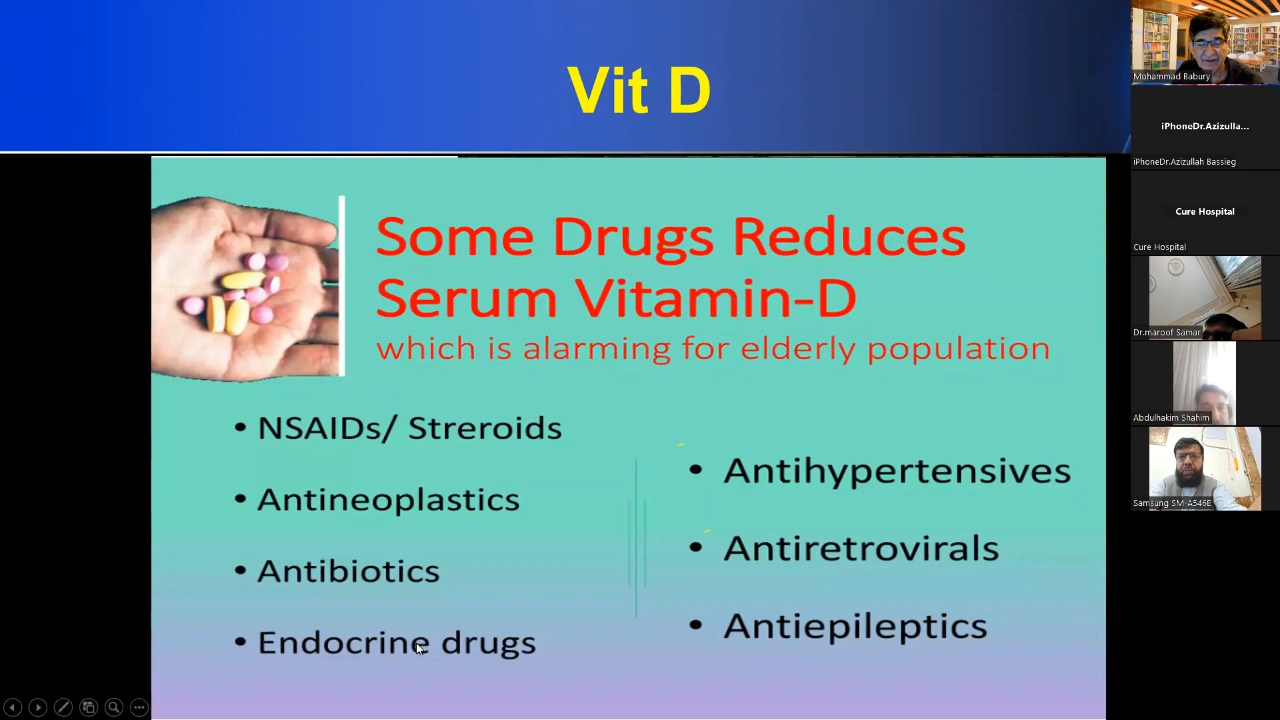 Vit D
Some Drugs Reduces
Serum Vitamin-D
which is alarming for elderly population
• NSAIDs/ Streroids
• Antineoplastics
• Antibiotics
• Endocrine drugs
• Antihypertensives
• Antiretrovirals
• Antiepileptics
Mohammad Babury
iPhoneDr.Azizulla...
iPhoneDr.Azizullah Bassieg
Cure Hospital
Cure Hospital
Dr.maroof Samar
Abdulhakim Shahim
Samsung SM-A546E